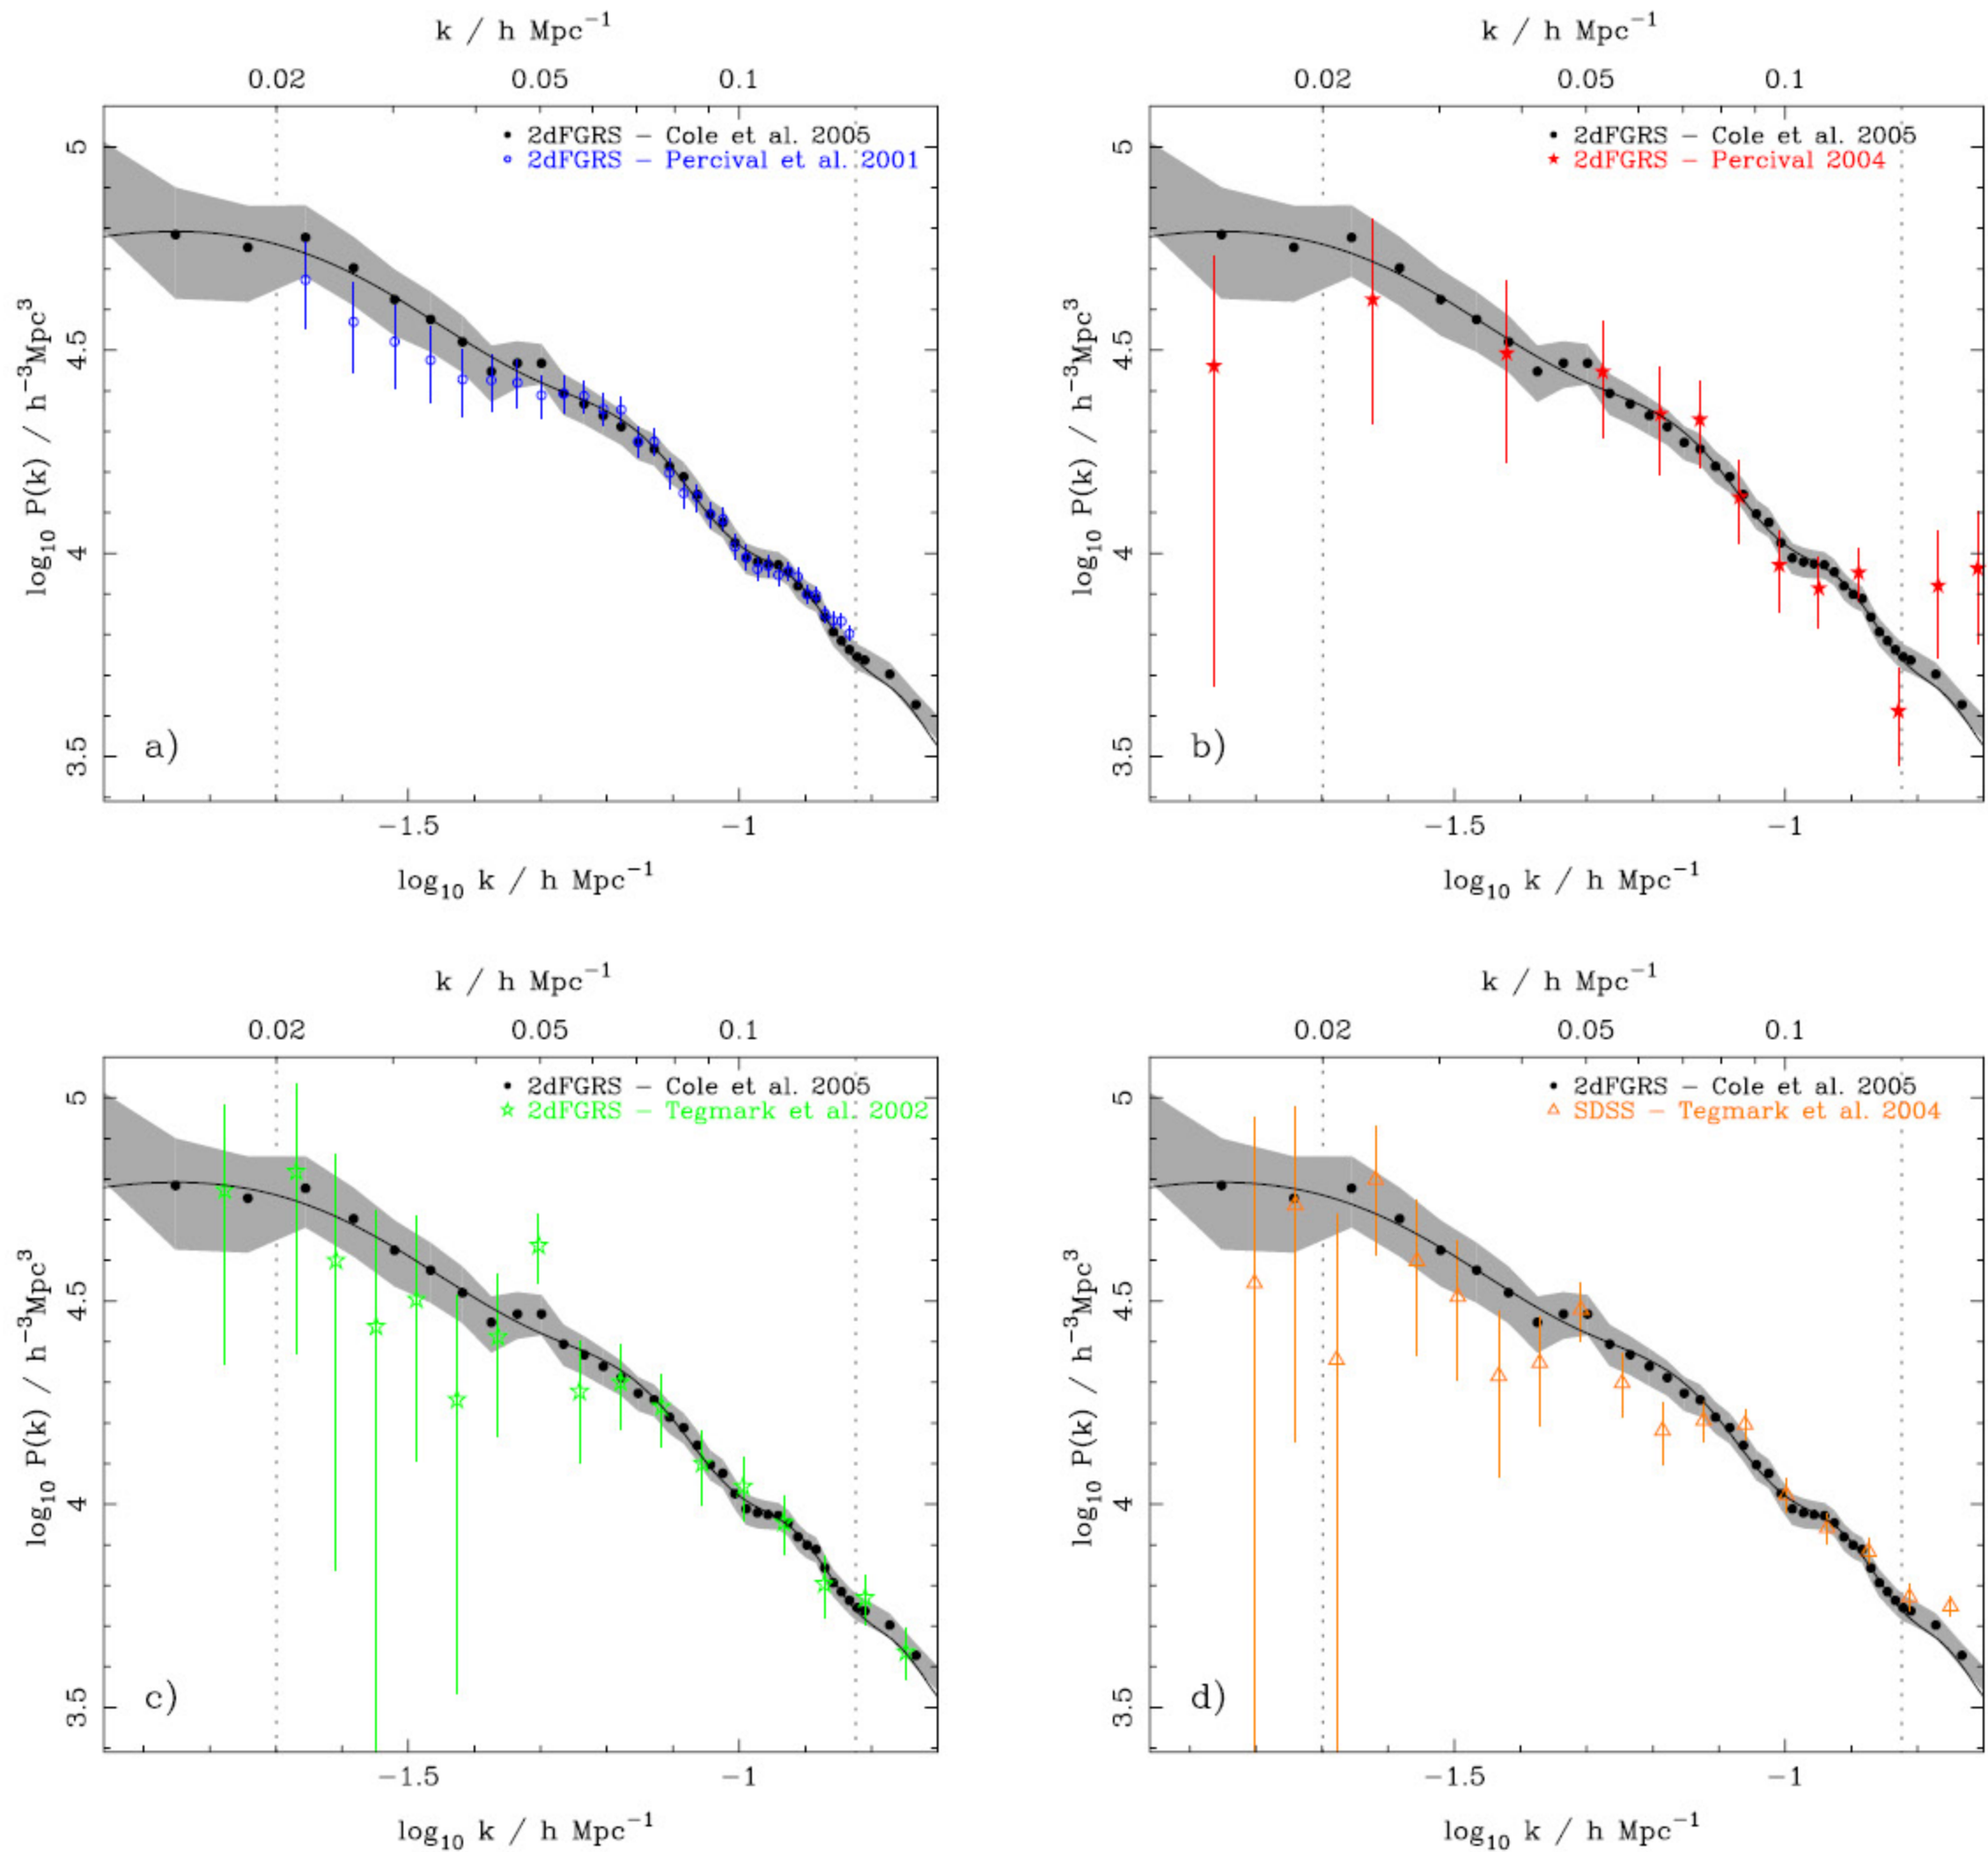 k / h Mpc⁻¹
0.02 0.05 0.1
2dFGRS – Cole et al. 2005
2dFGRS – Percival et al. 2001
log₁₀ P(k) / h⁻³Mpc³
5
4.5
4
3.5
a)
−1.5 −1
log₁₀ k / h Mpc⁻¹
k / h Mpc⁻¹
0.02 0.05 0.1
2dFGRS – Cole et al. 2005
2dFGRS – Percival 2004
log₁₀ P(k) / h⁻³Mpc³
5
4.5
4
3.5
b)
−1.5 −1
log₁₀ k / h Mpc⁻¹
k / h Mpc⁻¹
0.02 0.05 0.1
2dFGRS – Cole et al. 2005
2dFGRS – Tegmark et al. 2002
log₁₀ P(k) / h⁻³Mpc³
5
4.5
4
3.5
c)
−1.5 −1
log₁₀ k / h Mpc⁻¹
k / h Mpc⁻¹
0.02 0.05 0.1
2dFGRS – Cole et al. 2005
SDSS – Tegmark et al. 2004
log₁₀ P(k) / h⁻³Mpc³
5
4.5
4
3.5
d)
−1.5 −1
log₁₀ k / h Mpc⁻¹